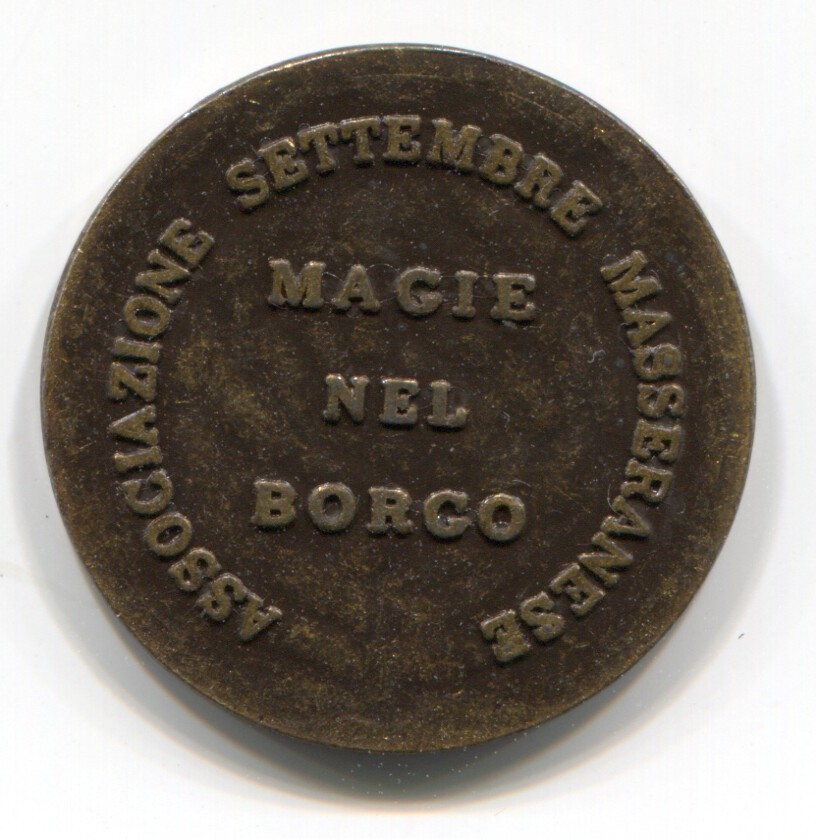 ASSOCIAZIONE SETTEMBRE MASSERANESE
MAGIE
NEL
BORGO